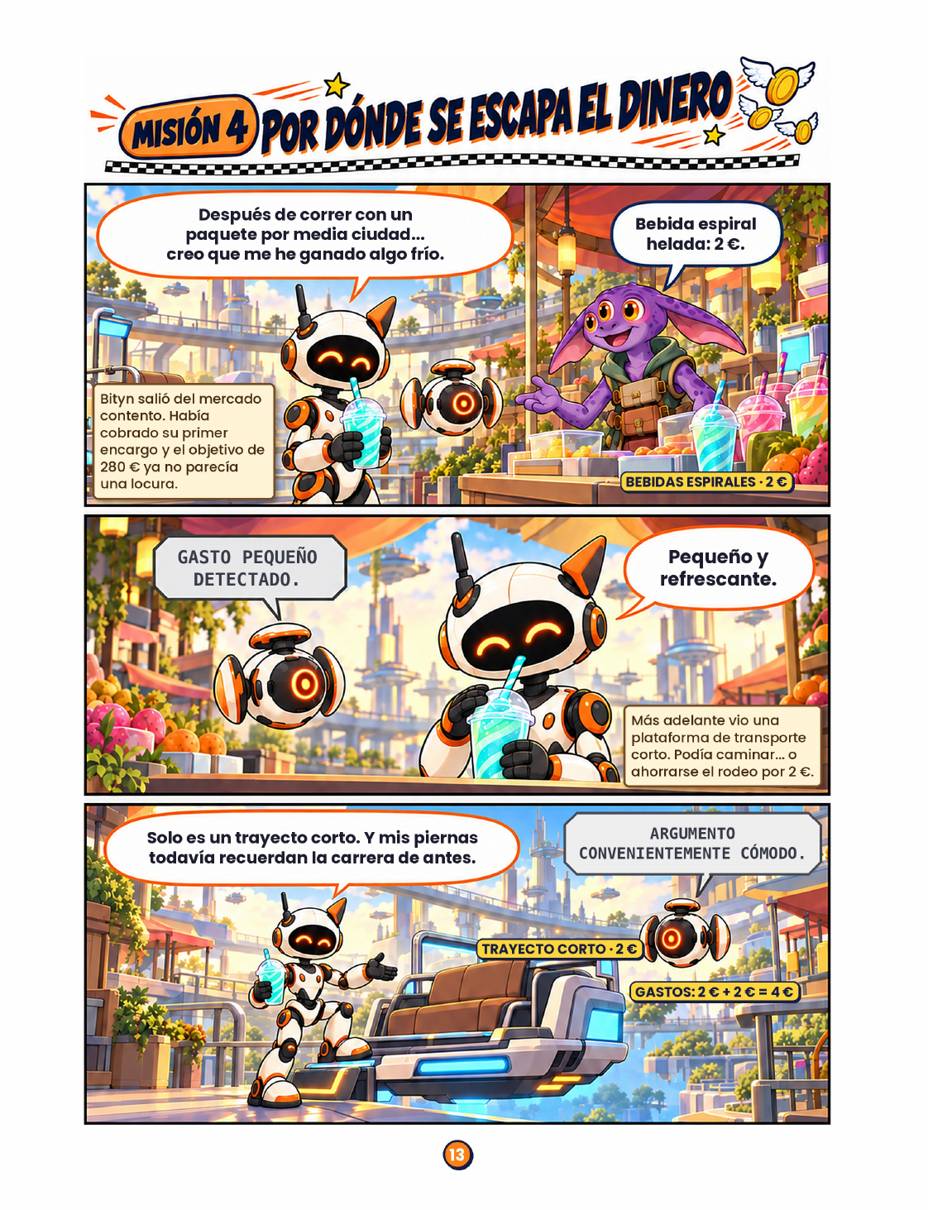 MISIÓN 4 POR DÓNDE SE ESCAPA EL DINERO
Después de correr con un
paquete por media ciudad...
creo que me he ganado algo frío.
Bebida espiral
helada: 2 €.
Bityn salió del mercado
contento. Había
cobrado su primer
encargo y el objetivo de
280 € ya no parecía
una locura.
BEBIDAS ESPIRALES · 2 €
GASTO PEQUEÑO
DETECTADO.
Pequeño y
refrescante.
Más adelante vio una
plataforma de transporte
corto. Podía caminar... o
ahorrarse el rodeo por 2 €.
Solo es un trayecto corto. Y mis piernas
todavía recuerdan la carrera de antes.
ARGUMENTO
CONVENIENTEMENTE CÓMODO.
TRAYECTO CORTO · 2 €
GASTOS: 2 € + 2 € = 4 €
13